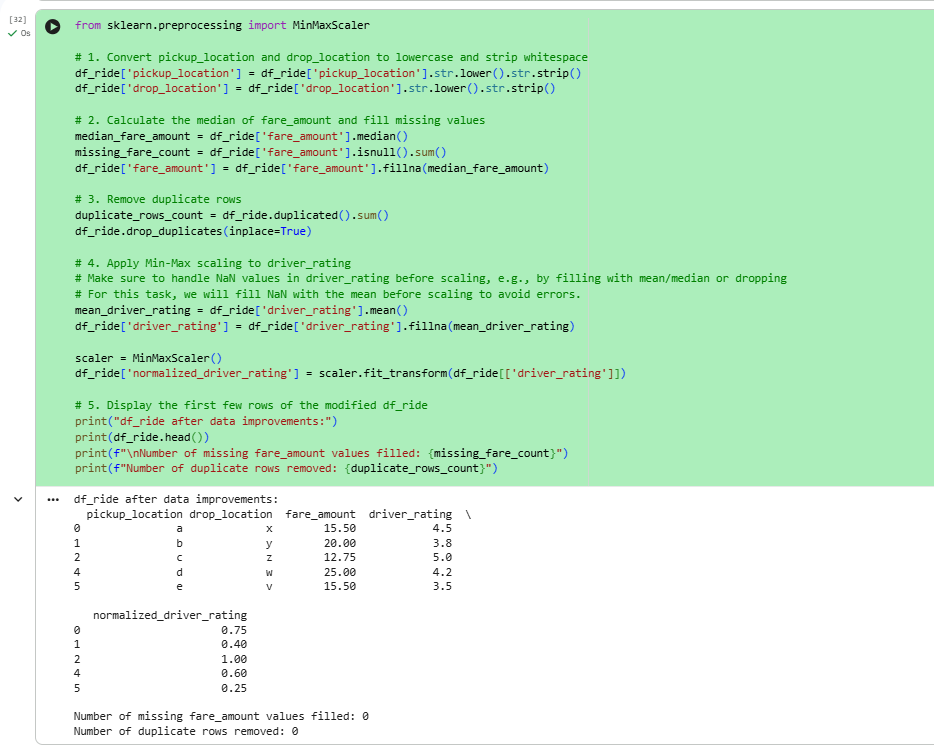 [32]
0s
from sklearn.preprocessing import MinMaxScaler
# 1. Convert pickup_location and drop_location to lowercase and strip whitespace
df_ride['pickup_location'] = df_ride['pickup_location'].str.lower().str.strip()
df_ride['drop_location'] = df_ride['drop_location'].str.lower().str.strip()
# 2. Calculate the median of fare_amount and fill missing values
median_fare_amount = df_ride['fare_amount'].median()
missing_fare_count = df_ride['fare_amount'].isnull().sum()
df_ride['fare_amount'] = df_ride['fare_amount'].fillna(median_fare_amount)
# 3. Remove duplicate rows
duplicate_rows_count = df_ride.duplicated().sum()
df_ride.drop_duplicates(inplace=True)
# 4. Apply Min-Max scaling to driver_rating
# Make sure to handle NaN values in driver_rating before scaling, e.g., by filling with mean/median or dropping
# For this task, we will fill NaN with the mean before scaling to avoid errors.
mean_driver_rating = df_ride['driver_rating'].mean()
df_ride['driver_rating'] = df_ride['driver_rating'].fillna(mean_driver_rating)
scaler = MinMaxScaler()
df_ride['normalized_driver_rating'] = scaler.fit_transform(df_ride[['driver_rating']])
# 5. Display the first few rows of the modified df_ride
print("df_ride after data improvements:")
print(df_ride.head())
print(f"\nNumber of missing fare_amount values filled: {missing_fare_count}")
print(f"Number of duplicate rows removed: {duplicate_rows_count}")
df_ride after data improvements:
pickup_location drop_location fare_amount driver_rating \
0 a x 15.50 4.5
1 b y 20.00 3.8
2 c z 12.75 5.0
4 d w 25.00 4.2
5 e v 15.50 3.5
normalized_driver_rating
0 0.75
1 0.40
2 1.00
4 0.60
5 0.25
Number of missing fare_amount values filled: 0
Number of duplicate rows removed: 0